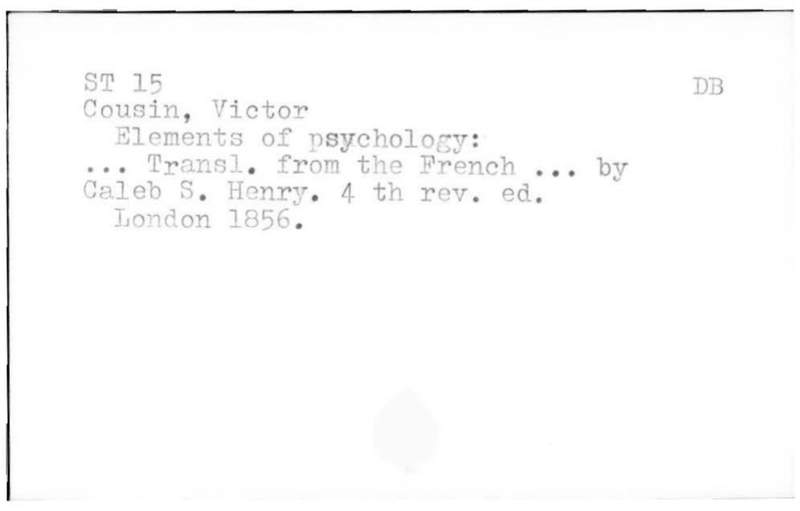 ST 15 DB
Cousin, Victor
Elements of psychology:
... Transl. from the French ... by
Caleb S. Henry. 4 th rev. ed.
London 1856.